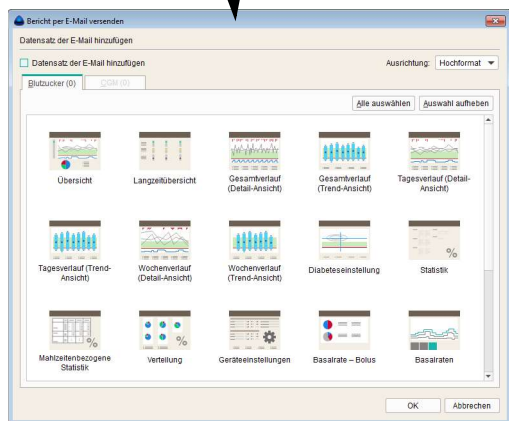 Bericht per E-Mail versenden
Datensatz der E-Mail hinzufügen
Datensatz der E-Mail hinzufügen
Ausrichtung: Hochformat
Blutzucker (0) CGM (0)
Alle auswählen Auswahl aufheben
Übersicht
Langzeitübersicht
Gesamtverlauf
(Detail-Ansicht)
Gesamtverlauf
(Trend-Ansicht)
Tagesverlauf (Detail-
Ansicht)
Tagesverlauf (Trend-
Ansicht)
Wochenverlauf
(Detail-Ansicht)
Wochenverlauf
(Trend-Ansicht)
Diabeteseinstellung
%
Statistik
%
Mahlzeitenbezogene
Statistik
%
Verteilung
Geräteeinstellungen
Basalrate – Bolus
Basalraten
OK Abbrechen